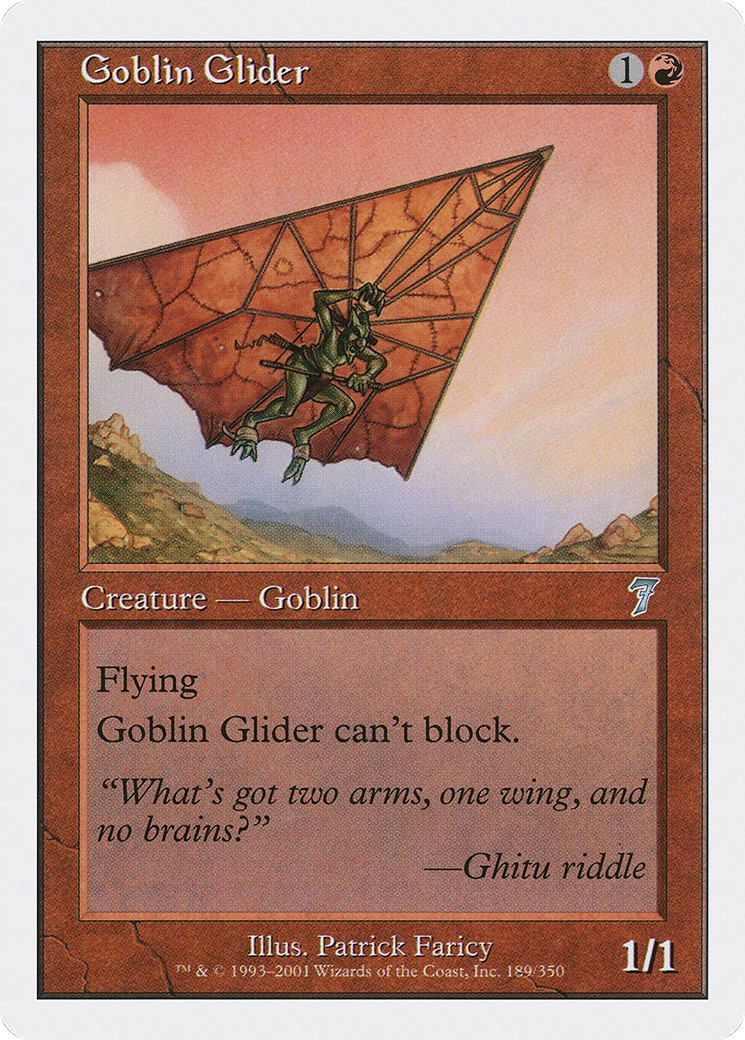 Goblin Glider 1
Creature — Goblin 7
Flying
Goblin Glider can't block.
“What's got two arms, one wing, and
no brains?”
—Ghitu riddle
Illus. Patrick Faricy
™ & © 1993–2001 Wizards of the Coast, Inc. 189/350
1/1